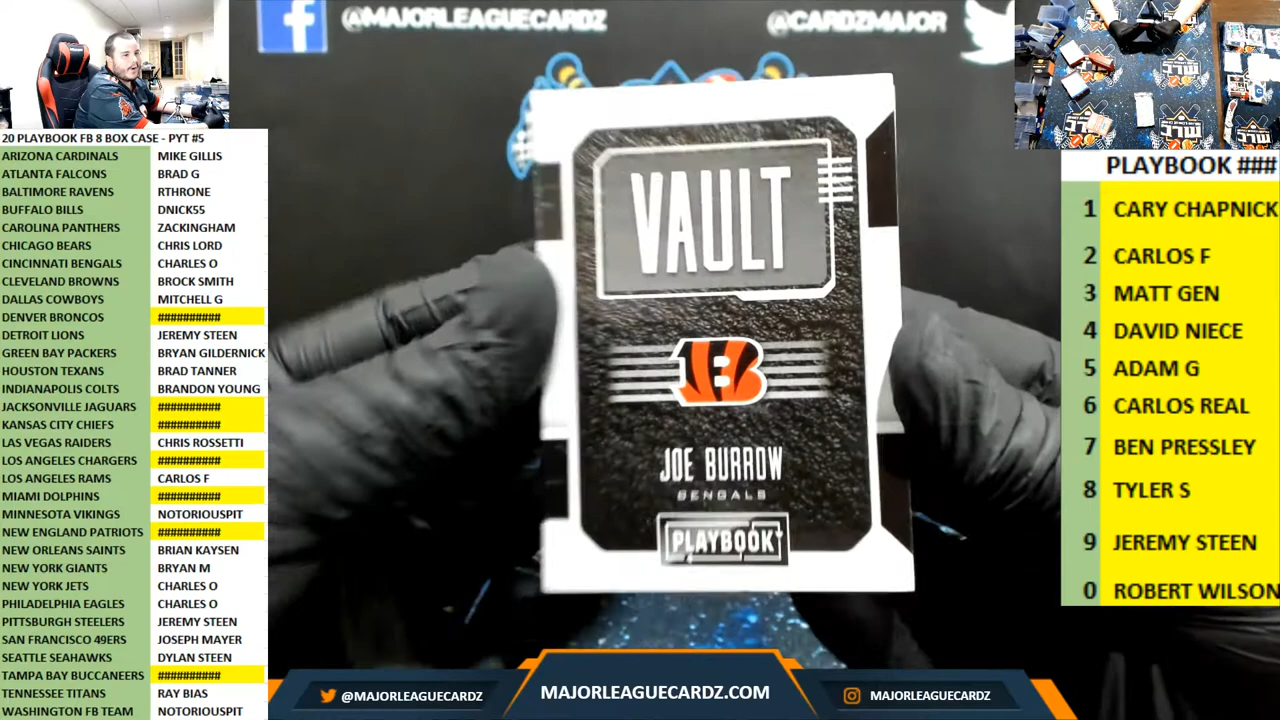 @MAJORLEAGUECARDZ
@CARDZMAJOR
20 PLAYBOOK FB 8 BOX CASE - PYT #5
ARIZONA CARDINALS MIKE GILLIS
ATLANTA FALCONS BRAD G
BALTIMORE RAVENS RTHRONE
BUFFALO BILLS DNICK55
CAROLINA PANTHERS ZACKINGHAM
CHICAGO BEARS CHRIS LORD
CINCINNATI BENGALS CHARLES O
CLEVELAND BROWNS BROCK SMITH
DALLAS COWBOYS MITCHELL G
DENVER BRONCOS ##########
DETROIT LIONS JEREMY STEEN
GREEN BAY PACKERS BRYAN GILDERNICK
HOUSTON TEXANS BRAD TANNER
INDIANAPOLIS COLTS BRANDON YOUNG
JACKSONVILLE JAGUARS ##########
KANSAS CITY CHIEFS ##########
LAS VEGAS RAIDERS CHRIS ROSSETTI
LOS ANGELES CHARGERS ##########
LOS ANGELES RAMS CARLOS F
MIAMI DOLPHINS ##########
MINNESOTA VIKINGS NOTORIOUSPIT
NEW ENGLAND PATRIOTS ##########
NEW ORLEANS SAINTS BRIAN KAYSEN
NEW YORK GIANTS BRYAN M
NEW YORK JETS CHARLES O
PHILADELPHIA EAGLES CHARLES O
PITTSBURGH STEELERS JEREMY STEEN
SAN FRANCISCO 49ERS JOSEPH MAYER
SEATTLE SEAHAWKS DYLAN STEEN
TAMPA BAY BUCCANEERS ##########
TENNESSEE TITANS RAY BIAS
WASHINGTON FB TEAM NOTORIOUSPIT
VAULT
B
JOE BURROW
BENGALS
PLAYBOOK
PLAYBOOK ###
1 CARY CHAPNICK
2 CARLOS F
3 MATT GEN
4 DAVID NIECE
5 ADAM G
6 CARLOS REAL
7 BEN PRESSLEY
8 TYLER S
9 JEREMY STEEN
0 ROBERT WILSON
@MAJORLEAGUECARDZ
MAJORLEAGUECARDZ.COM
MAJORLEAGUECARDZ
MLC
MLC
MLC